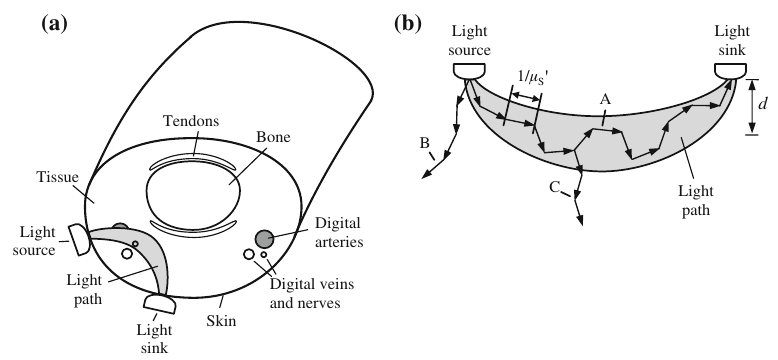 (a)
Tendons
Bone
Tissue
Light
source
Digital
arteries
Light
path
Digital veins
and nerves
Skin
Light
sink
(b)
Light
source
Light
sink
1/μs'
A
d
B
C
Light
path